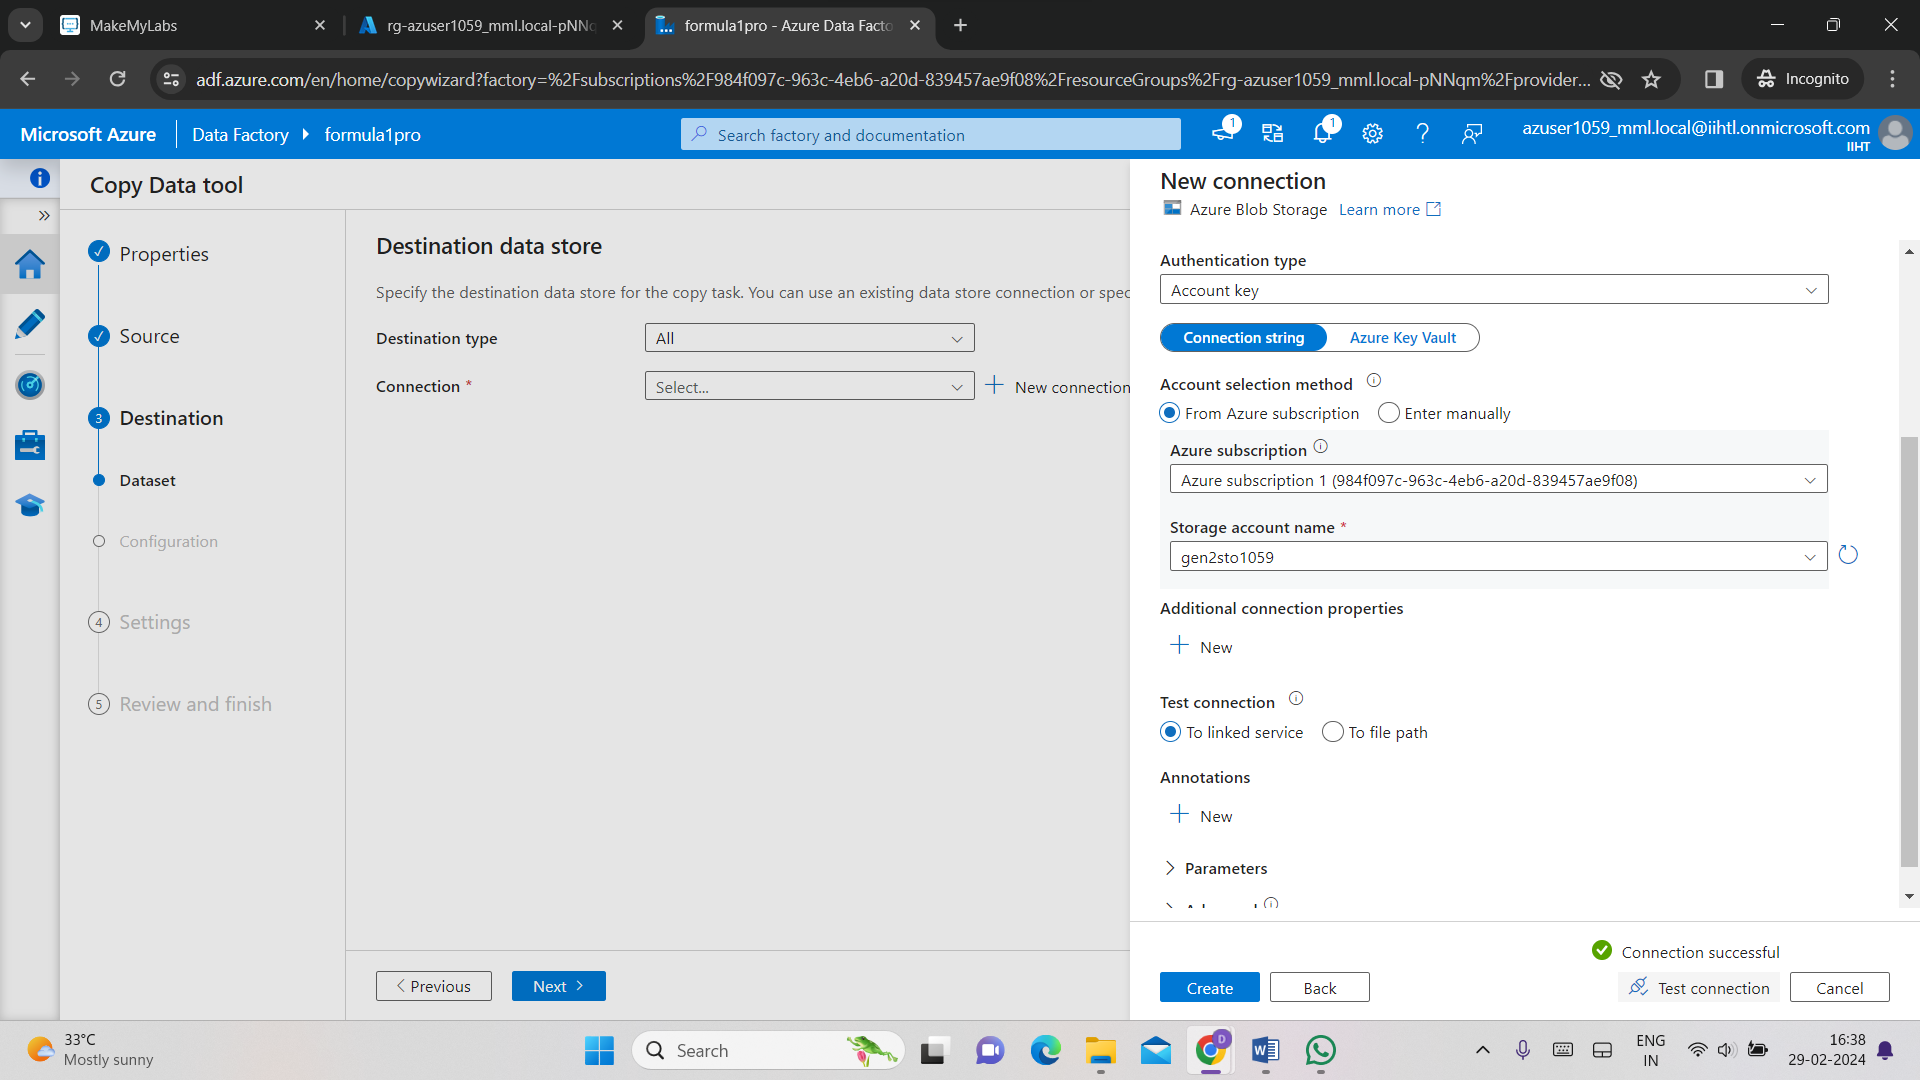 MakeMyLabs
rg-azuser1059_mml.local-pNNq
formula1pro - Azure Data Facto
adf.azure.com/en/home/copywizard?factory=%2Fsubscriptions%2F984f097c-963c-4eb6-a20d-839457ae9f08%2FresourceGroups%2Frg-azuser1059_mml.local-pNNqm%2Fprovider...
Incognito
Microsoft Azure
Data Factory
formula1pro
Search factory and documentation
1
1
azuser1059_mml.local@iihtl.onmicrosoft.com
IIHT
Copy Data tool
Properties
Source
3 Destination
Dataset
Configuration
4 Settings
5 Review and finish
Destination data store
Specify the destination data store for the copy task. You can use an existing data store connection or spec
Destination type
All
Connection *
Select...
New connection
Previous
Next
New connection
Azure Blob Storage Learn more
Authentication type
Account key
Connection string
Azure Key Vault
Account selection method
From Azure subscription
Enter manually
Azure subscription
Azure subscription 1 (984f097c-963c-4eb6-a20d-839457ae9f08)
Storage account name *
gen2sto1059
Additional connection properties
New
Test connection
To linked service
To file path
Annotations
New
Parameters
Connection successful
Create
Back
Test connection
Cancel
33°C
Mostly sunny
Search
D
ENG
IN
16:38
29-02-2024